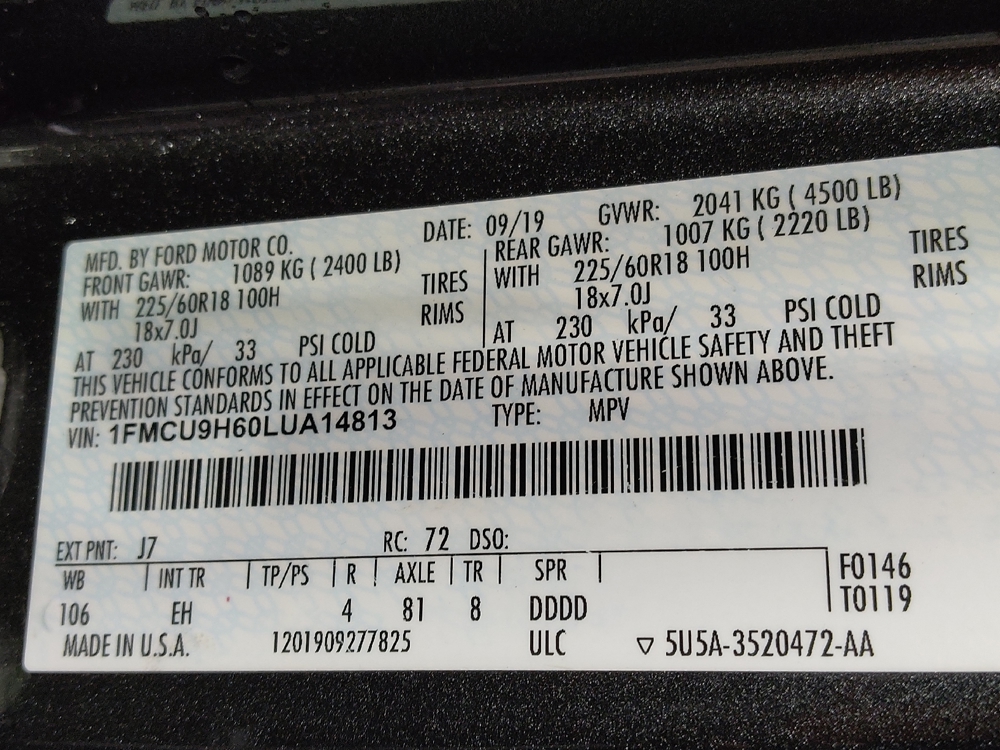 MFD. BY FORD MOTOR CO. DATE: 09/19 GVWR: 2041 KG ( 4500 LB)
FRONT GAWR: 1089 KG ( 2400 LB) REAR GAWR: 1007 KG ( 2220 LB)
WITH 225/60R18 100H TIRES WITH 225/60R18 100H TIRES
18x7.0J RIMS 18x7.0J RIMS
AT 230 kPa/ 33 PSI COLD AT 230 kPa/ 33 PSI COLD
THIS VEHICLE CONFORMS TO ALL APPLICABLE FEDERAL MOTOR VEHICLE SAFETY AND THEFT
PREVENTION STANDARDS IN EFFECT ON THE DATE OF MANUFACTURE SHOWN ABOVE.
VIN: 1FMCU9H60LUA14813 TYPE: MPV
EXT PNT: J7 RC: 72 DSO:
WB INT TR TP/PS R AXLE TR SPR F0146
106 EH 4 81 8 DDDD T0119
MADE IN U.S.A. 1201909277825 ULC ▽ 5U5A-3520472-AA